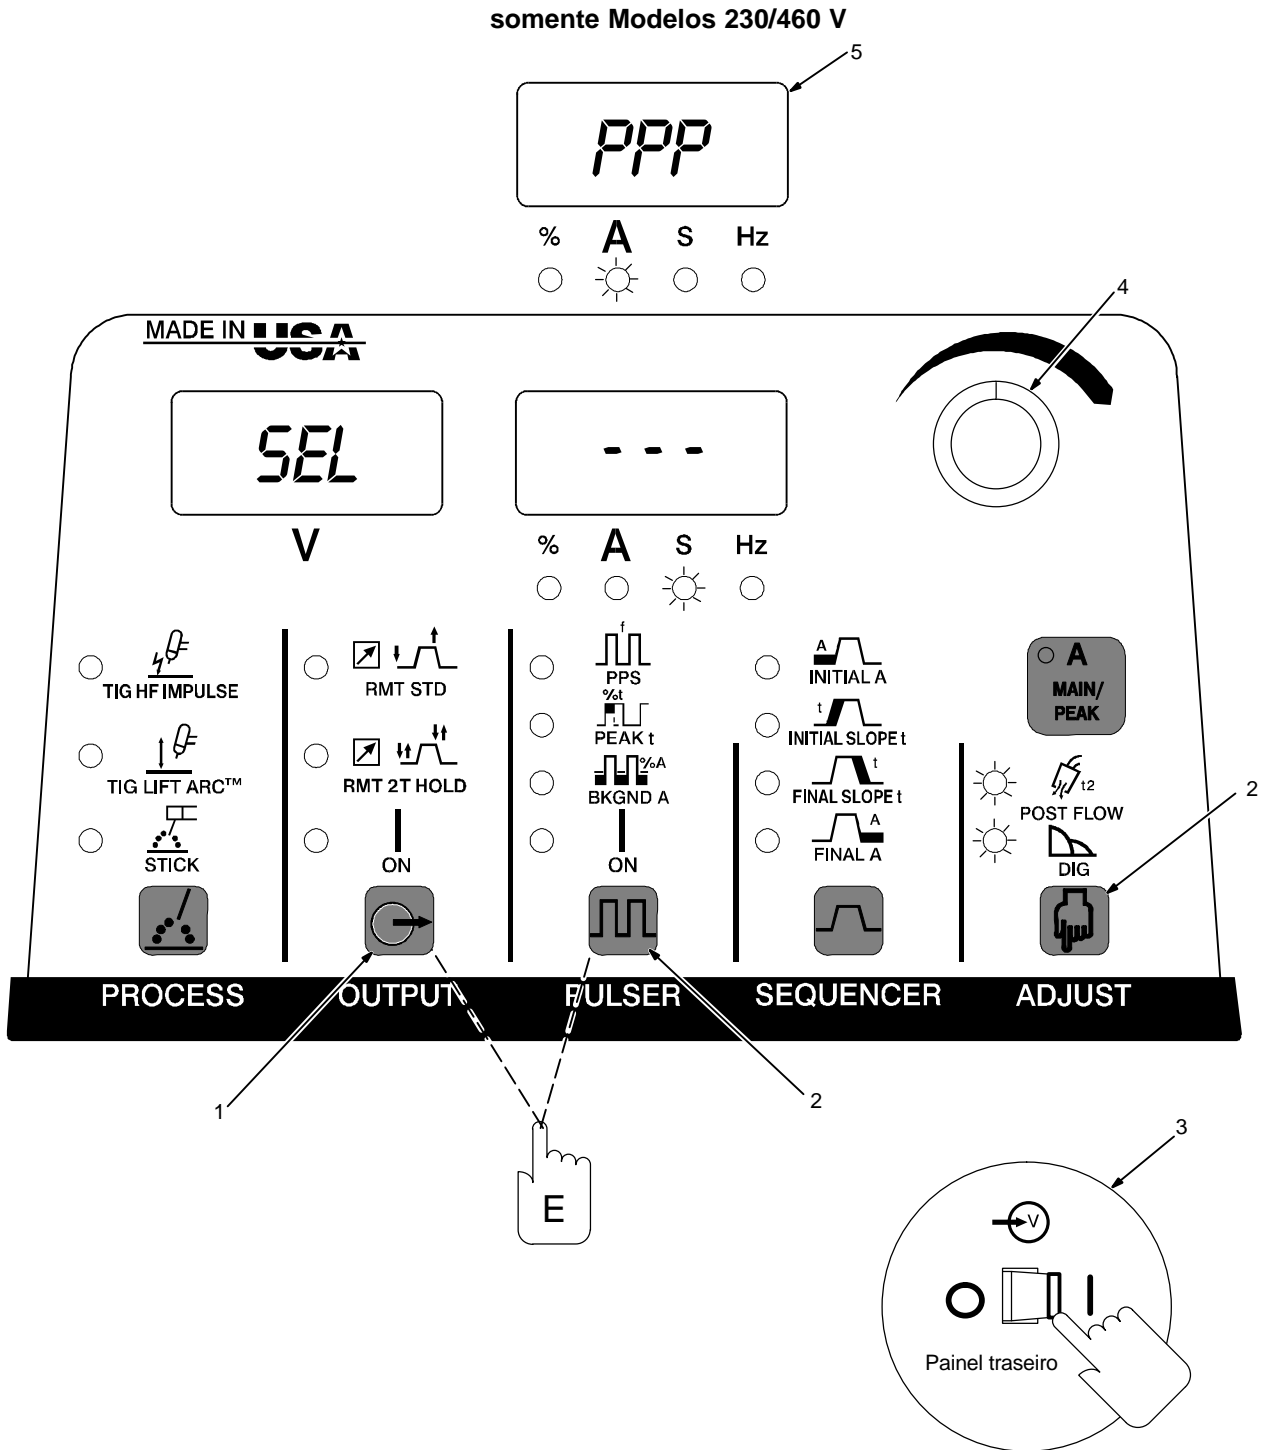 somente Modelos 230/460 V
5
PPP
% A S Hz
4
MADE IN USA
SEL
- - -
V
% A S Hz
TIG HF IMPULSE
RMT STD
f
PPS
A
INITIAL A
A
MAIN/
PEAK
TIG LIFT ARC™
RMT 2T HOLD
%t
PEAK t
t
INITIAL SLOPE t
%A
BKGND A
t
FINAL SLOPE t
t2
POST FLOW
2
STICK
ON
ON
A
FINAL A
DIG
PROCESS OUTPUT PULSER SEQUENCER ADJUST
1
2
E
3
V
Painel traseiro